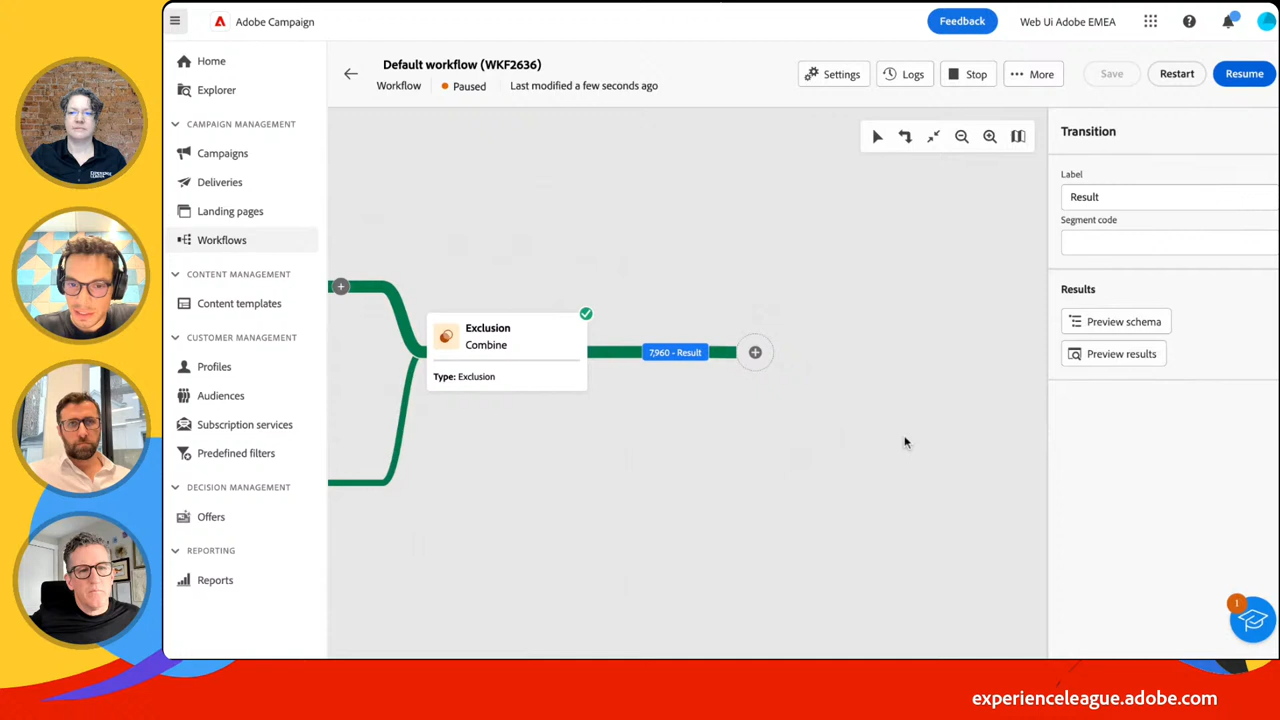 Adobe Campaign
Feedback
Web Ui Adobe EMEA
Home
Explorer
CAMPAIGN MANAGEMENT
Campaigns
Deliveries
Landing pages
Workflows
CONTENT MANAGEMENT
Content templates
CUSTOMER MANAGEMENT
Profiles
Audiences
Subscription services
Predefined filters
DECISION MANAGEMENT
Offers
REPORTING
Reports
Default workflow (WKF2636)
Workflow
Paused
Last modified a few seconds ago
Settings
Logs
Stop
More
Save
Restart
Resume
Exclusion
Combine
Type: Exclusion
7,960 - Result
Transition
Label
Result
Segment code
Results
Preview schema
Preview results
1
experienceleague.adobe.com